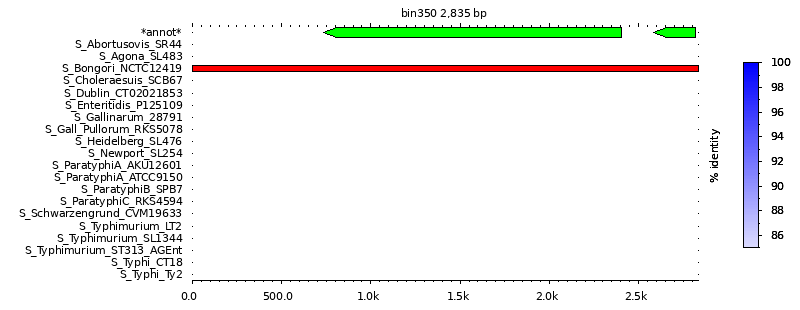 bin350 2,835 bp
*annot*
S_Abortusovis_SR44
S_Agona_SL483
S_Bongori_NCTC12419
S_Choleraesuis_SCB67
S_Dublin_CT02021853
S_Enteritidis_P125109
S_Gallinarum_28791
S_Gall_Pullorum_RKS5078
S_Heidelberg_SL476
S_Newport_SL254
S_ParatyphiA_AKU12601
S_ParatyphiA_ATCC9150
S_ParatyphiB_SPB7
S_ParatyphiC_RKS4594
S_Schwarzengrund_CVM19633
S_Typhimurium_LT2
S_Typhimurium_SL1344
S_Typhimurium_ST313_AGEnt
S_Typhi_CT18
S_Typhi_Ty2
0.0 500.0 1.0k 1.5k 2.0k 2.5k
% identity
100
98
96
94
92
90
88
86